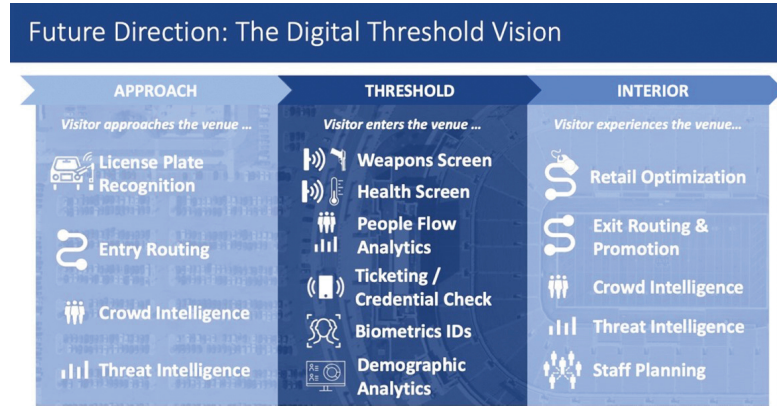 Future Direction: The Digital Threshold Vision
APPROACH
Visitor approaches the venue ...
License Plate
Recognition
Entry Routing
Crowd Intelligence
Threat Intelligence
THRESHOLD
Visitor enters the venue ...
Weapons Screen
Health Screen
People Flow
Analytics
Ticketing /
Credential Check
Biometrics IDs
Demographic
Analytics
INTERIOR
Visitor experiences the venue...
Retail Optimization
Exit Routing &
Promotion
Crowd Intelligence
Threat Intelligence
Staff Planning